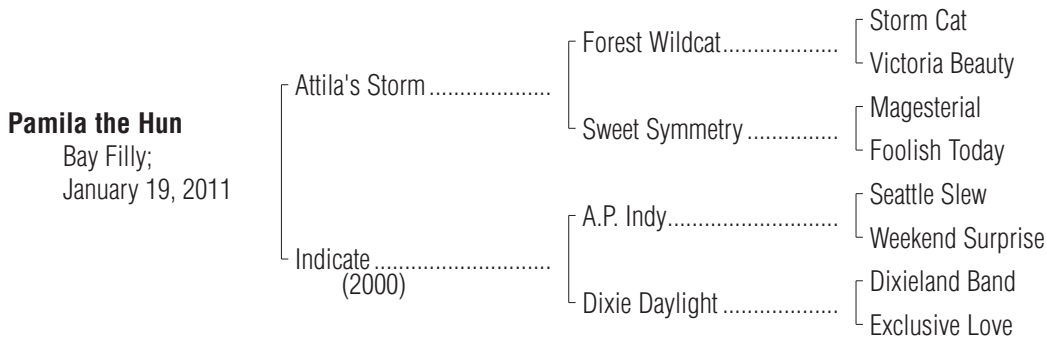 Storm Cat
Forest Wildcat...................
Victoria Beauty
Attila's Storm....................
Magesterial
Sweet Symmetry...............
Foolish Today
Pamila the Hun
Bay Filly;
January 19, 2011
Seattle Slew
A.P. Indy............................
Weekend Surprise
Indicate.............................
(2000)
Dixieland Band
Dixie Daylight...................
Exclusive Love